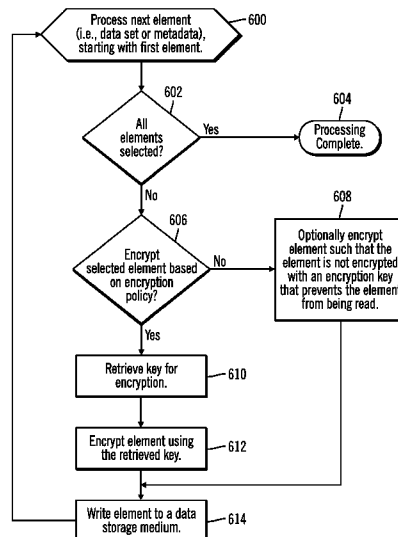 Process next element
(i.e., data set or metadata),
starting with first element.
600
602
All
elements
selected?
Yes
604
Processing
Complete.
No
606
Encrypt
selected element
based on
encryption
policy?
No
608
Optionally encrypt
element such that the
element is not encrypted
with an encryption key
that prevents the element
from being read.
Yes
Retrieve key for
encryption.
610
Encrypt element using
the retrieved key.
612
Write element to a data
storage medium.
614